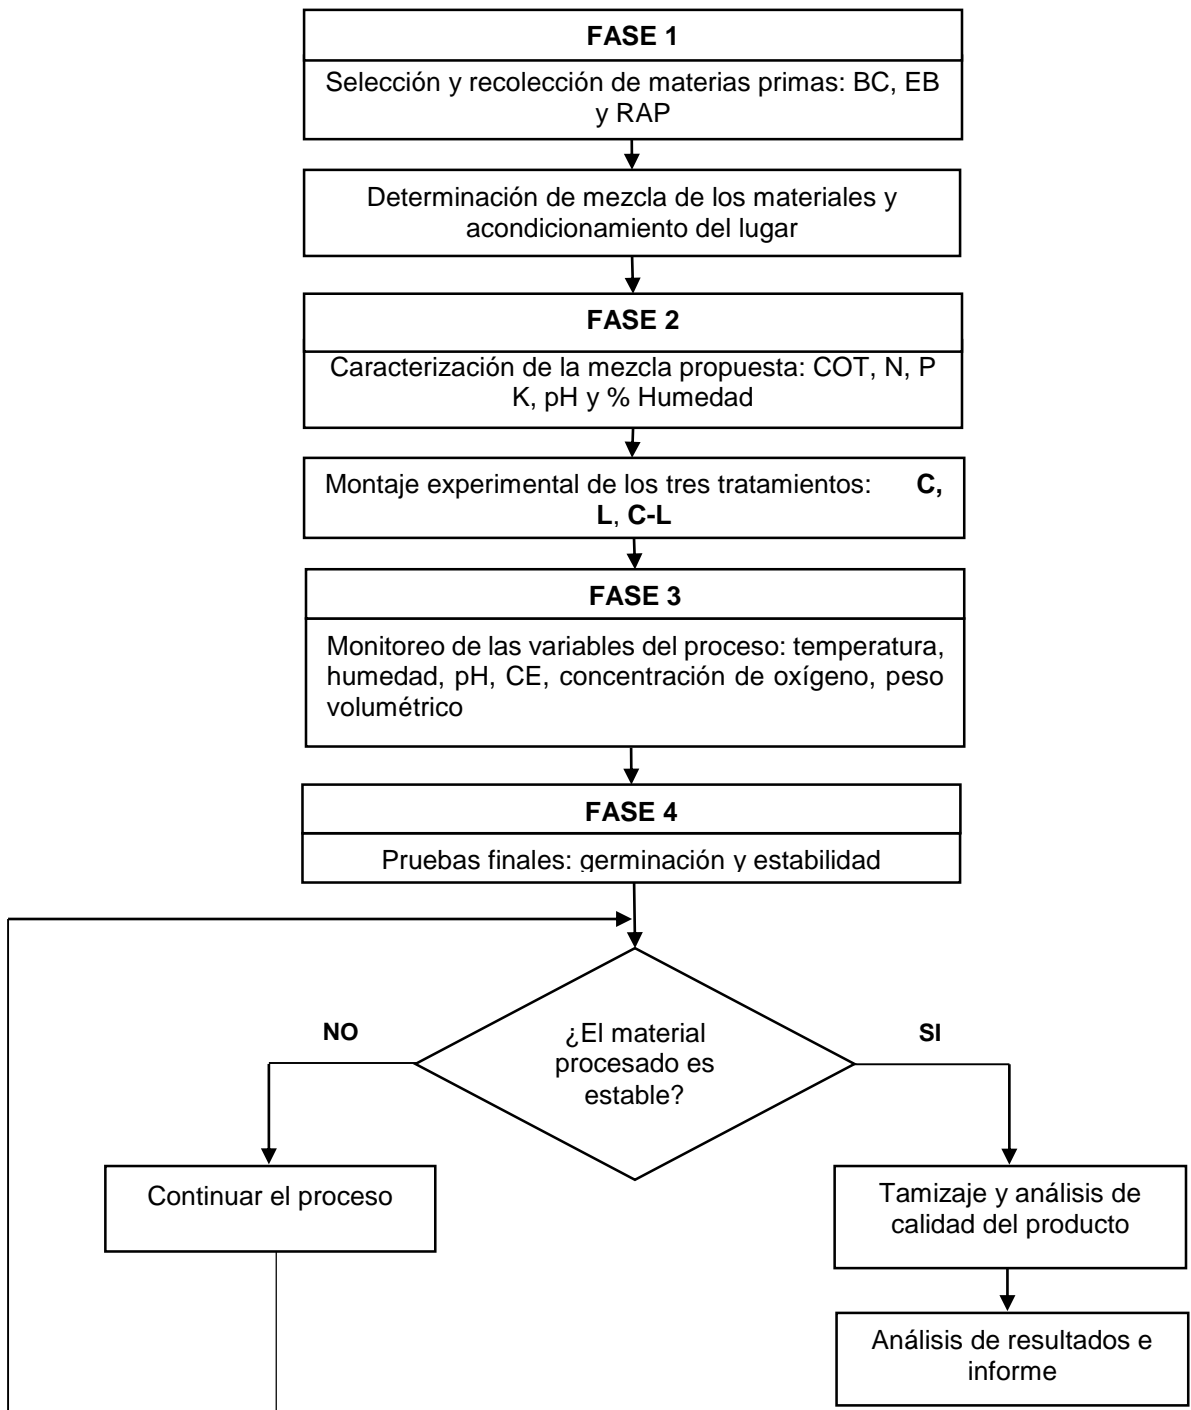 FASE 1
Selección y recolección de materias primas: BC, EB
y RAP
Determinación de mezcla de los materiales y
acondicionamiento del lugar
FASE 2
Caracterización de la mezcla propuesta: COT, N, P
K, pH y % Humedad
Montaje experimental de los tres tratamientos: C,
L, C-L
FASE 3
Monitoreo de las variables del proceso: temperatura,
humedad, pH, CE, concentración de oxígeno, peso
volumétrico
FASE 4
Pruebas finales: germinación y estabilidad
NO
¿El material
procesado es
estable?
SI
Continuar el proceso
Tamizaje y análisis de
calidad del producto
Análisis de resultados e
informe